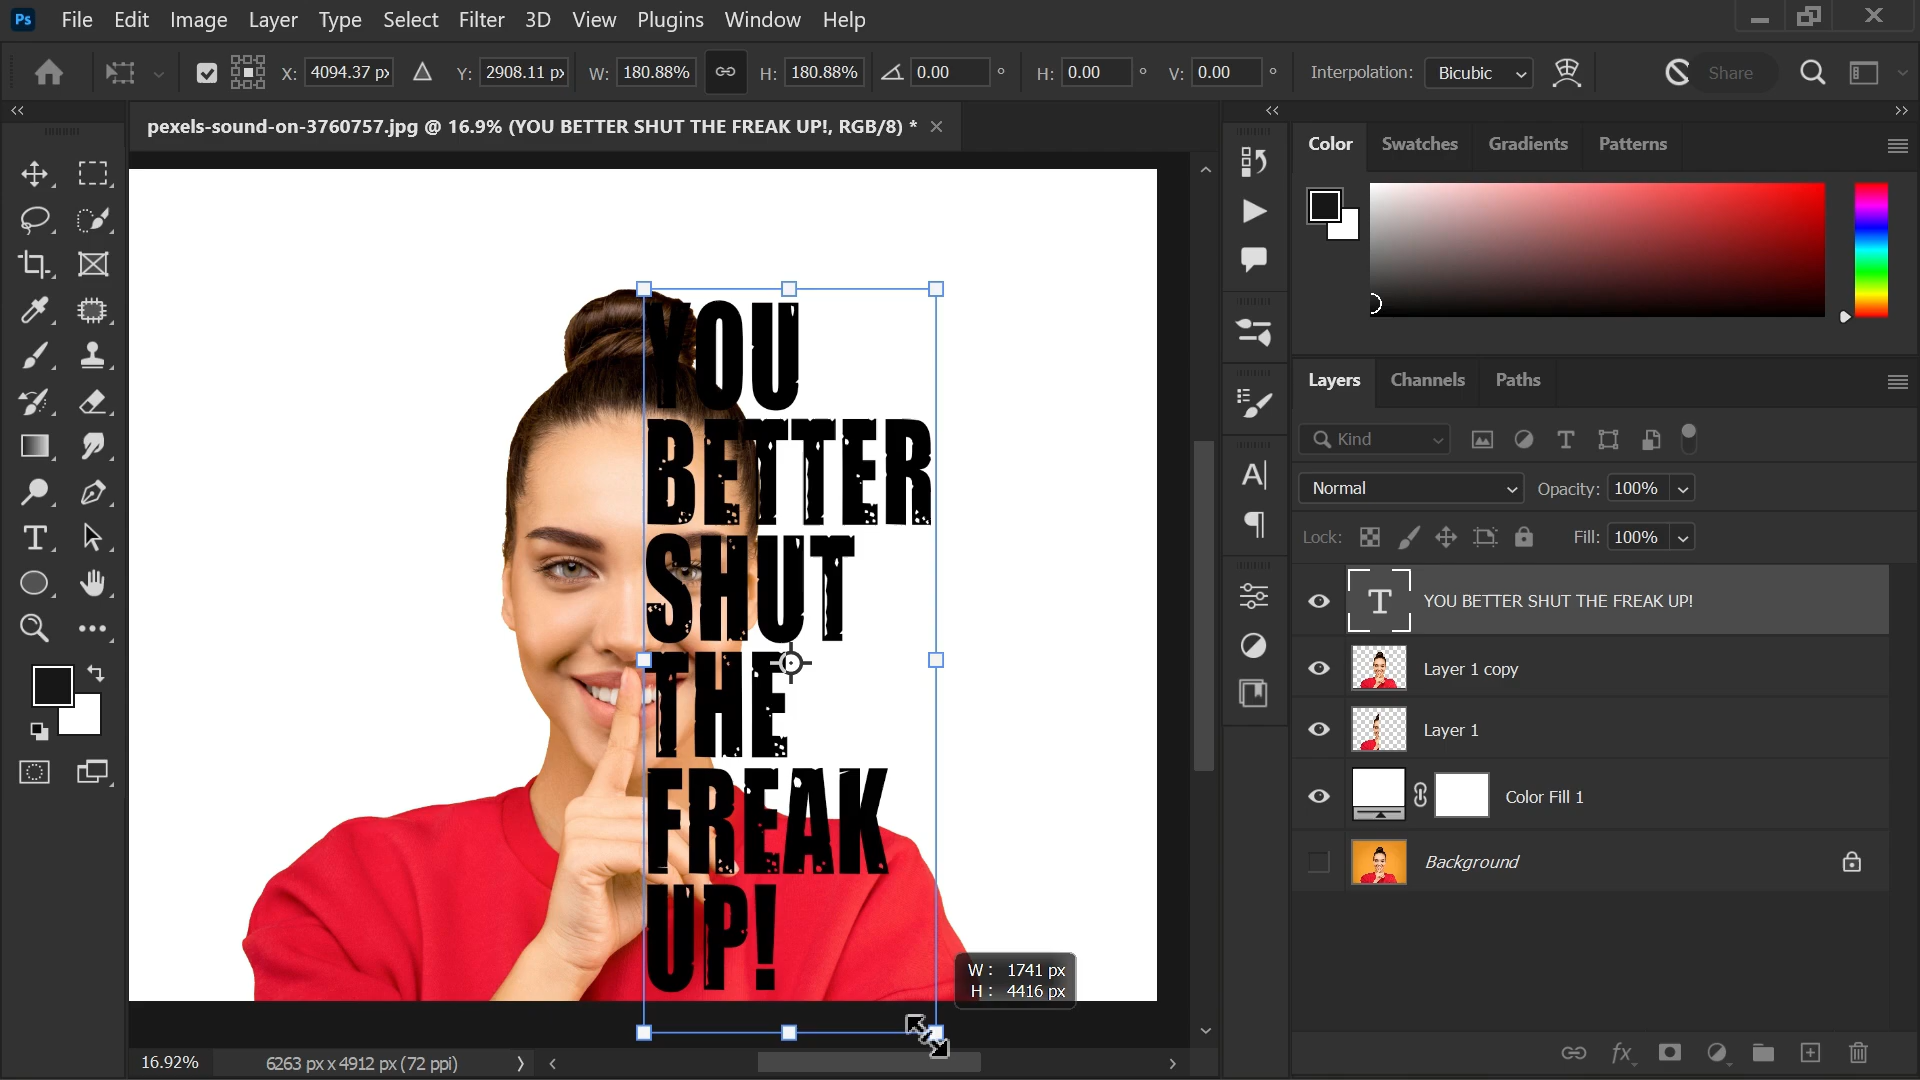 Ps File Edit Image Layer Type Select Filter 3D View Plugins Window Help
X: 4094.37 px Y: 2908.11 px W: 180.88% H: 180.88% 0.00 ° H: 0.00 ° V: 0.00 ° Interpolation: Bicubic Share
pexels-sound-on-3760757.jpg @ 16.9% (YOU BETTER SHUT THE FREAK UP!, RGB/8) *
Color Swatches Gradients Patterns
YOU
BETTER
SHUT
THE
FREAK
UP!
W: 1741 px
H: 4416 px
Layers Channels Paths
Kind
Normal Opacity: 100%
Lock: Fill: 100%
T YOU BETTER SHUT THE FREAK UP!
Layer 1 copy
Layer 1
Color Fill 1
Background
fx
16.92% 6263 px x 4912 px (72 ppi)